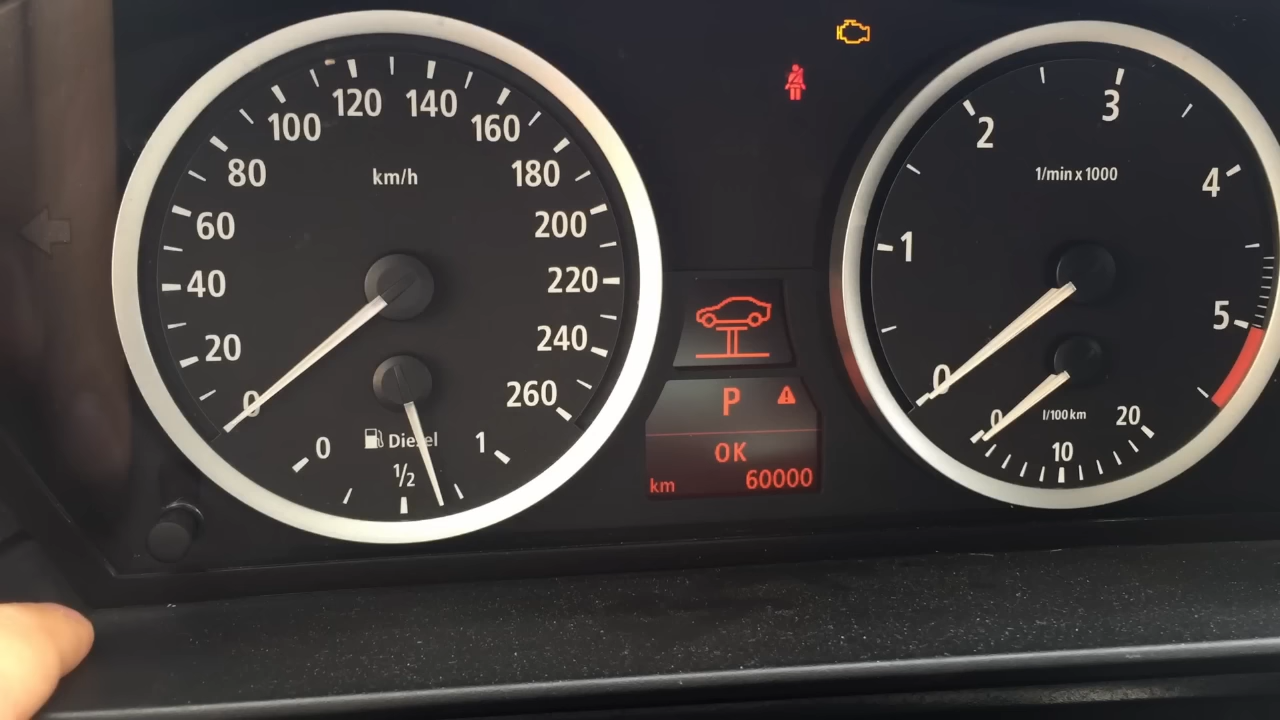 120 140
100 160
80 180
km/h
60 200
40 220
20 240
0 260
0 Diesel 1
1/2
P
OK
km 60000
3
2
1/min x 1000
4
1
5
0
0 l/100 km 20
10